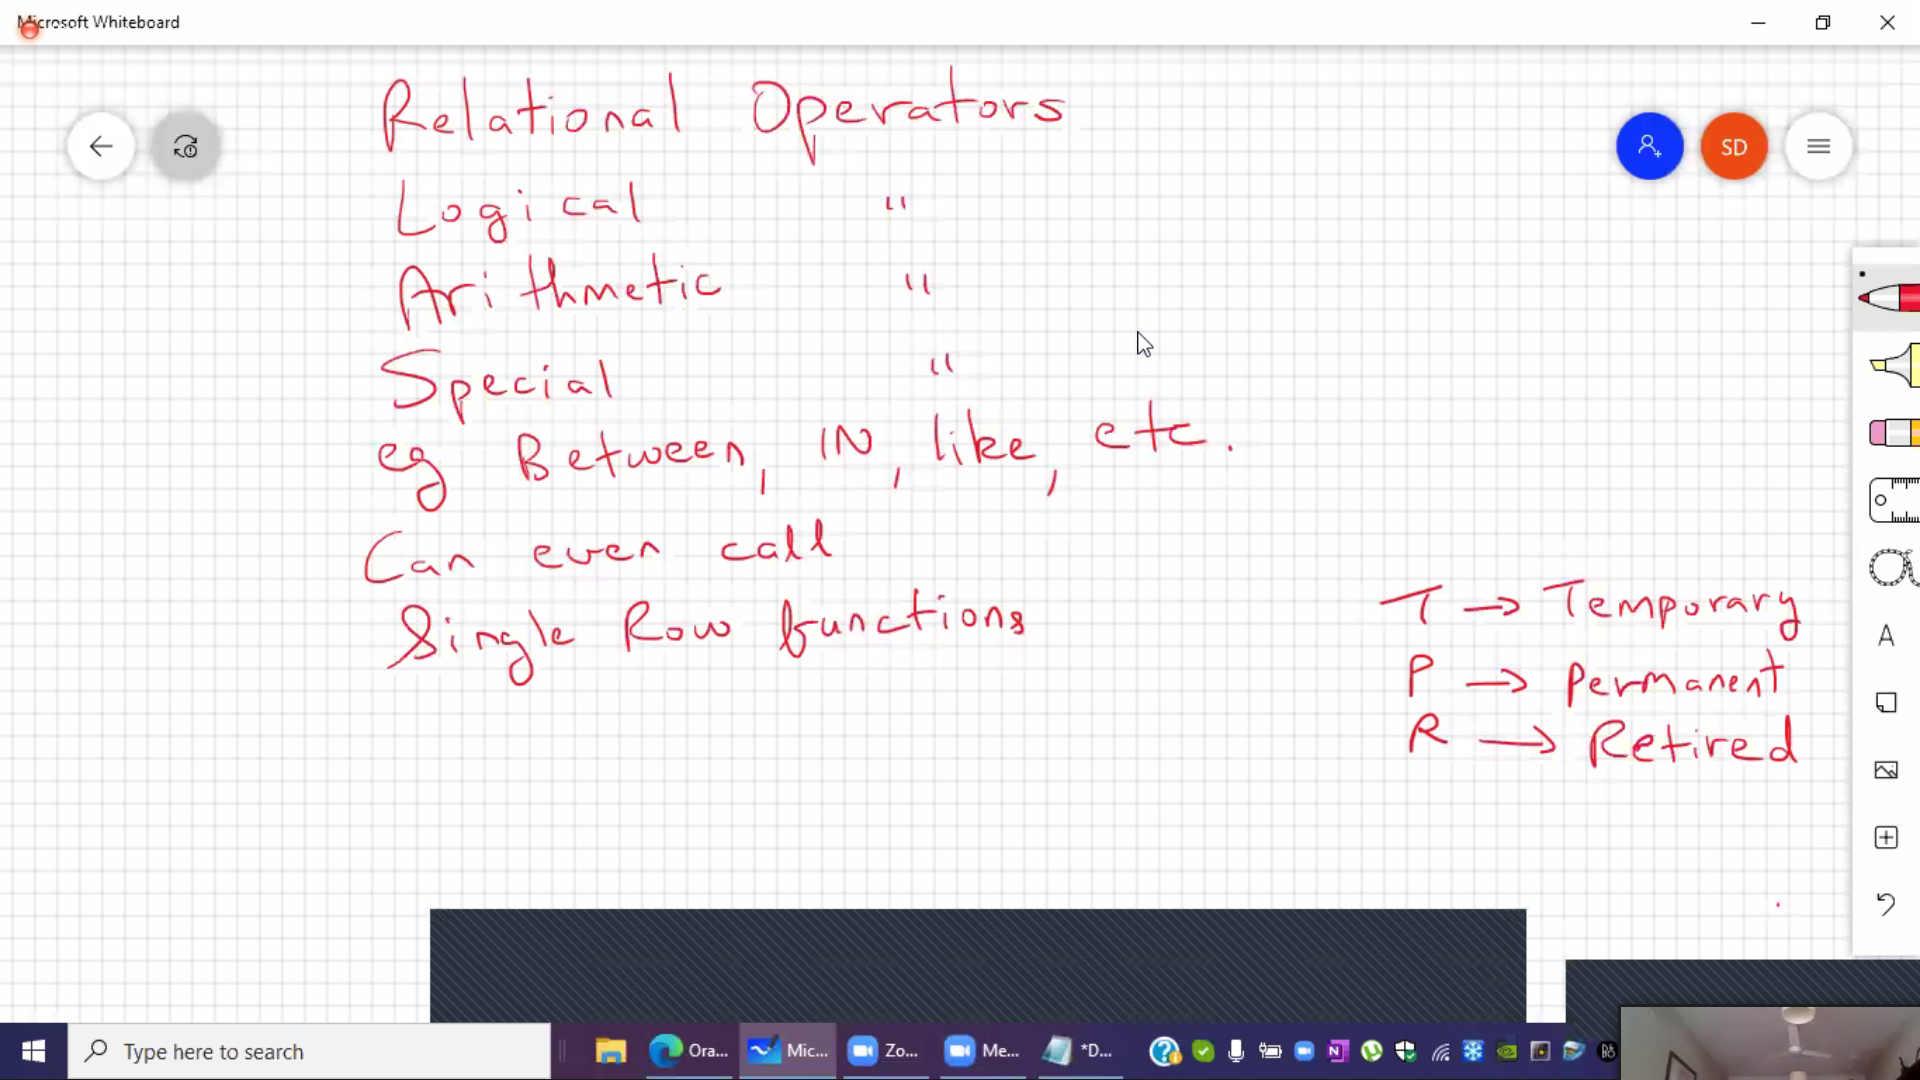 Microsoft Whiteboard
Relational Operators
SD
Logical "
Arithmetic "
Special "
eg Between, IN, like, etc.
Can even call
Single Row functions
T → Temporary
P → Permanent
R → Retired
A
Type here to search
Ora...
Mic...
Zo...
Me...
*D...